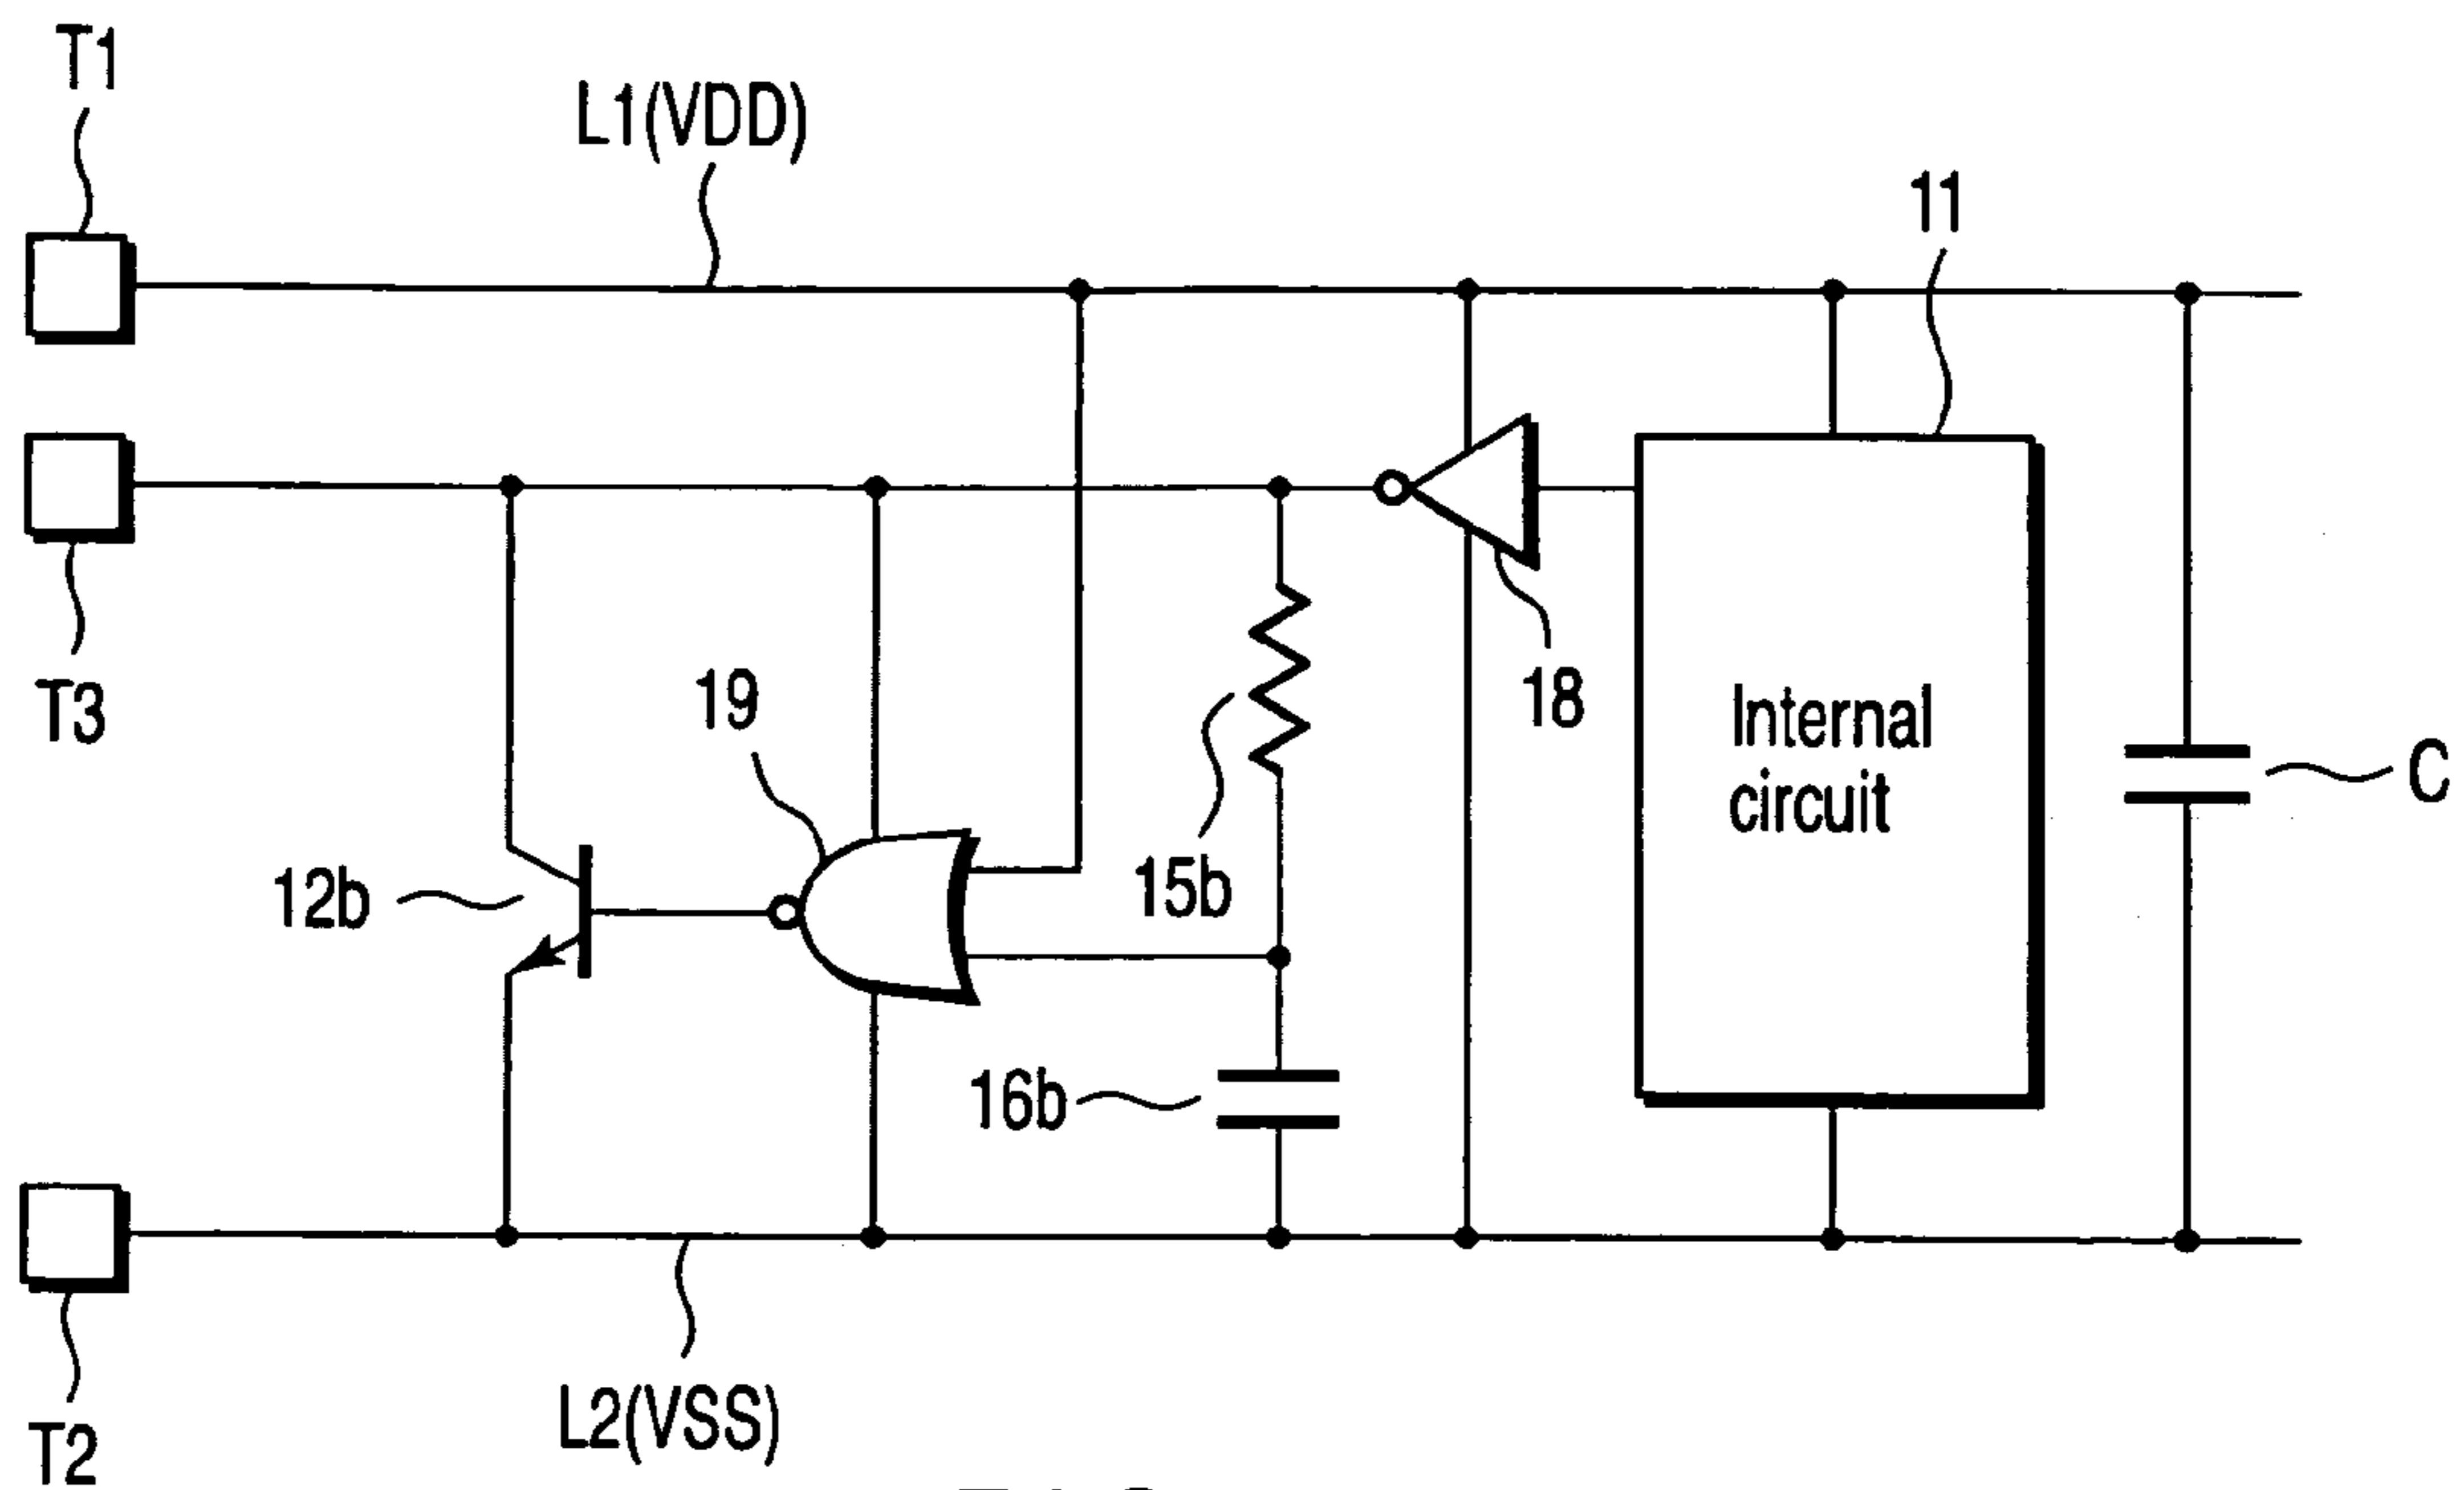 T1
L1(VDD)
11
T3
19
18
Internal
circuit
C
12b
15b
16b
L2(VSS)
T2